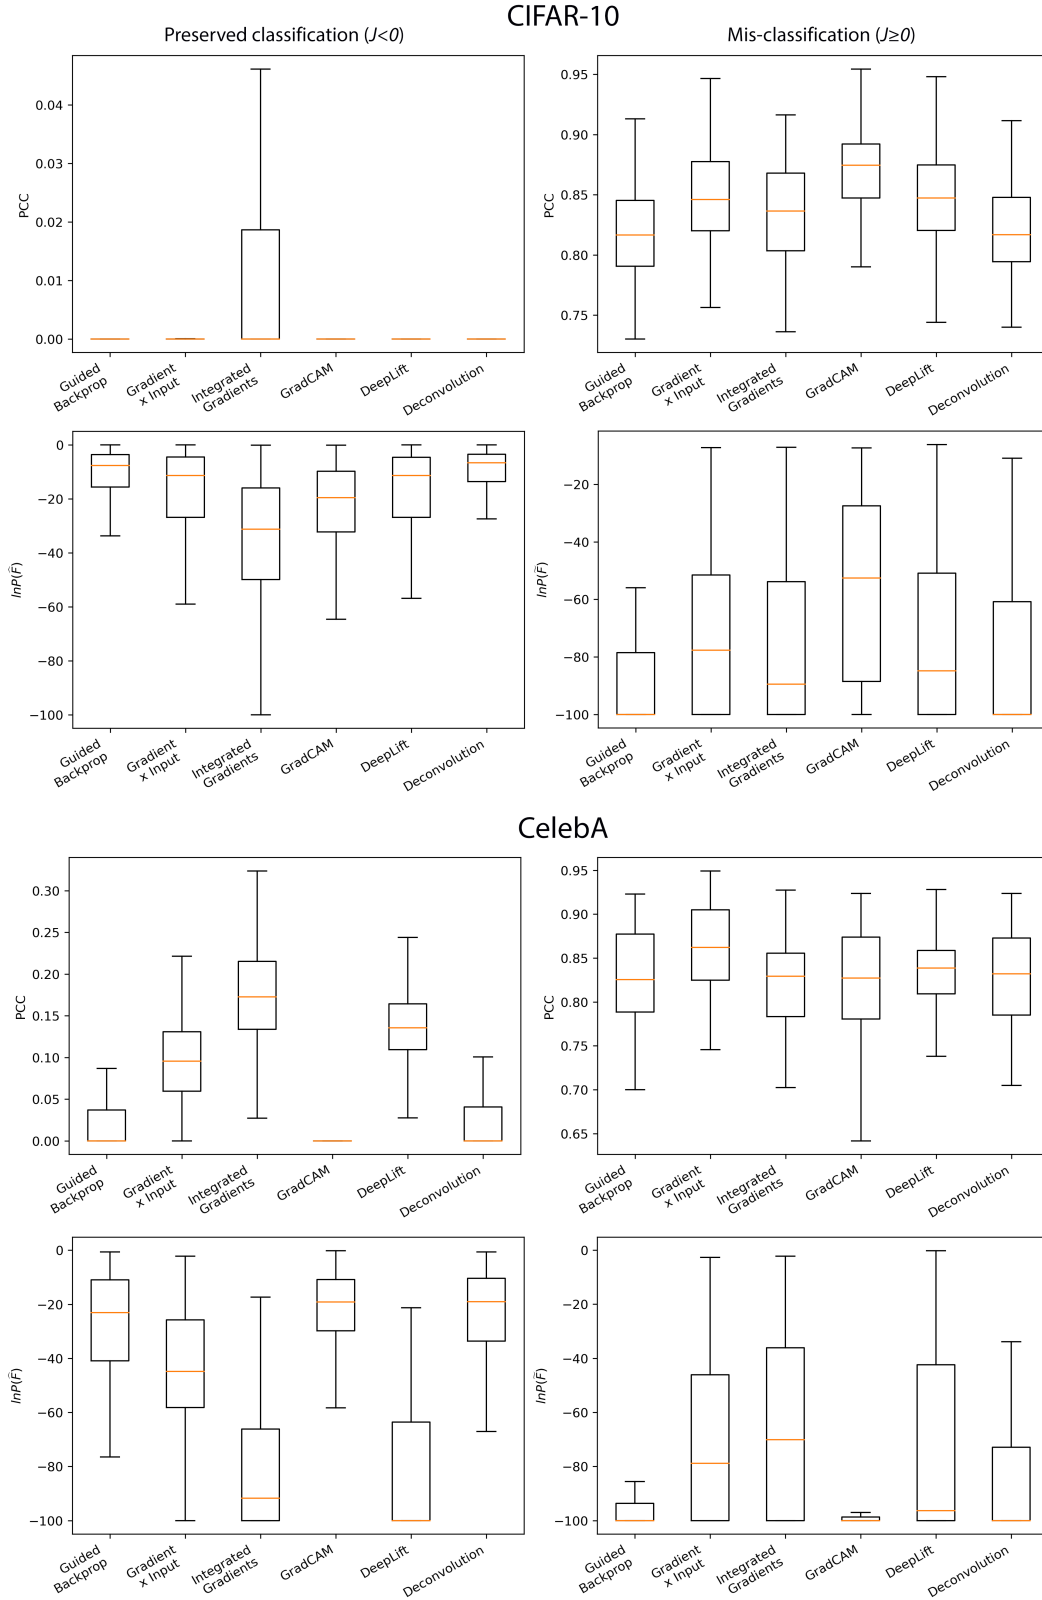 CIFAR-10
Preserved classification (J<0)
Mis-classification (J≥0)
PCC
0.04
0.03
0.02
0.01
0.00
Guided
Backprop
Gradient
x Input
Integrated
Gradients
GradCAM
DeepLift
Deconvolution
PCC
0.95
0.90
0.85
0.80
0.75
Guided
Backprop
Gradient
x Input
Integrated
Gradients
GradCAM
DeepLift
Deconvolution
lnP(F̂)
0
−20
−40
−60
−80
−100
Guided
Backprop
Gradient
x Input
Integrated
Gradients
GradCAM
DeepLift
Deconvolution
lnP(F̂)
−20
−40
−60
−80
−100
Guided
Backprop
Gradient
x Input
Integrated
Gradients
GradCAM
DeepLift
Deconvolution
CelebA
PCC
0.30
0.25
0.20
0.15
0.10
0.05
0.00
Guided
Backprop
Gradient
x Input
Integrated
Gradients
GradCAM
DeepLift
Deconvolution
PCC
0.95
0.90
0.85
0.80
0.75
0.70
0.65
Guided
Backprop
Gradient
x Input
Integrated
Gradients
GradCAM
DeepLift
Deconvolution
lnP(F̂)
0
−20
−40
−60
−80
−100
Guided
Backprop
Gradient
x Input
Integrated
Gradients
GradCAM
DeepLift
Deconvolution
lnP(F̂)
0
−20
−40
−60
−80
−100
Guided
Backprop
Gradient
x Input
Integrated
Gradients
GradCAM
DeepLift
Deconvolution